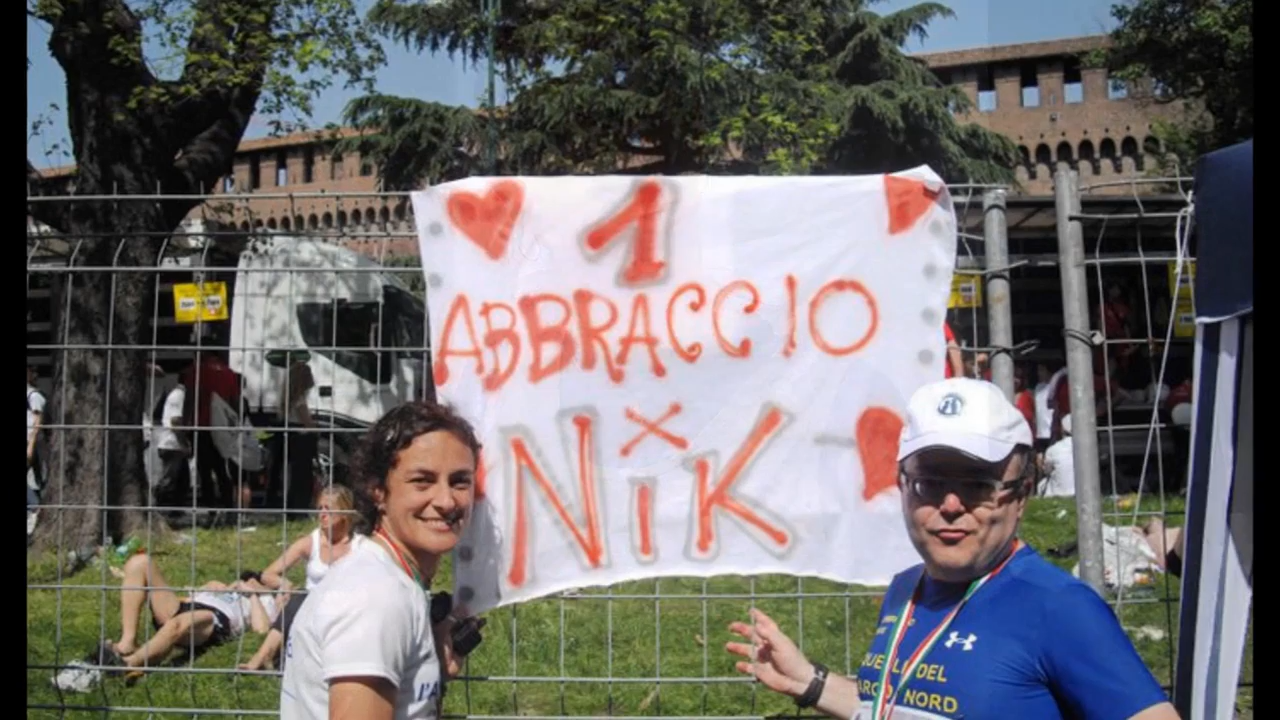 1
ABBRACCIO
X
NiK
QUELLI DEL
PARCO NORD